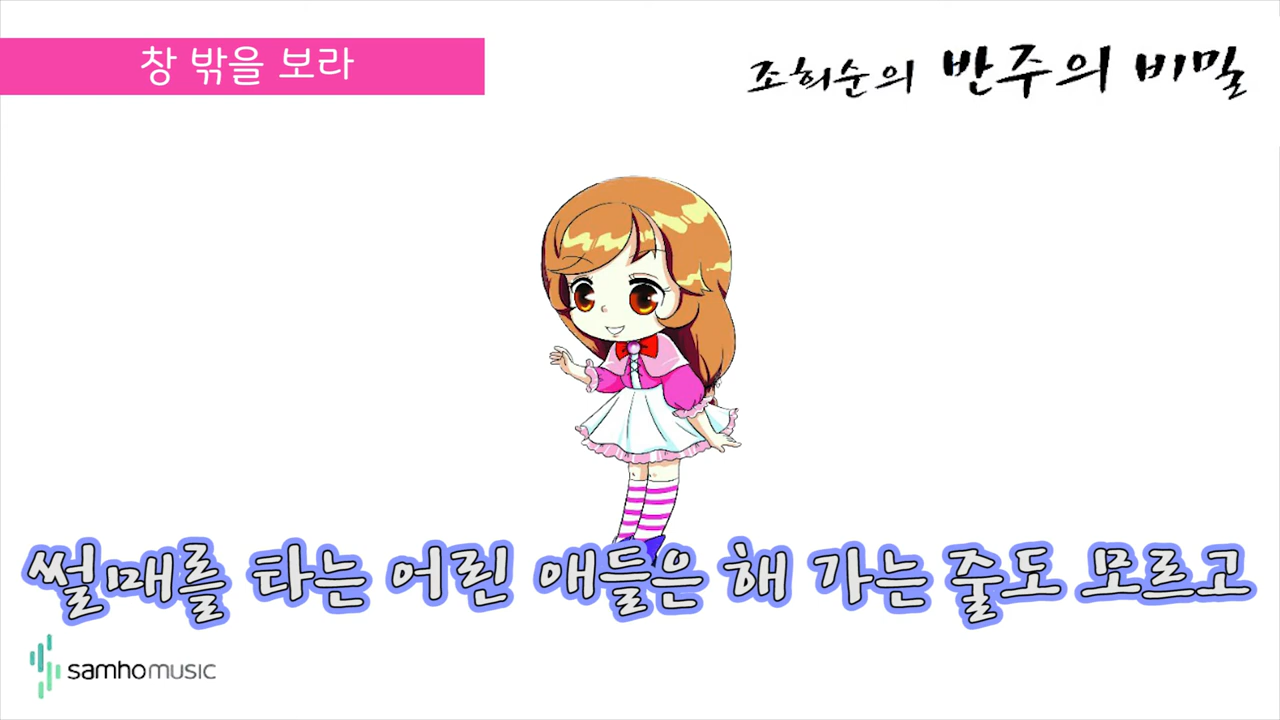 창 밖을 보라
조희순의 반주의 비밀
썰매를 타는 어린 애들은 해 가는 줄도 모르고
samhomusic